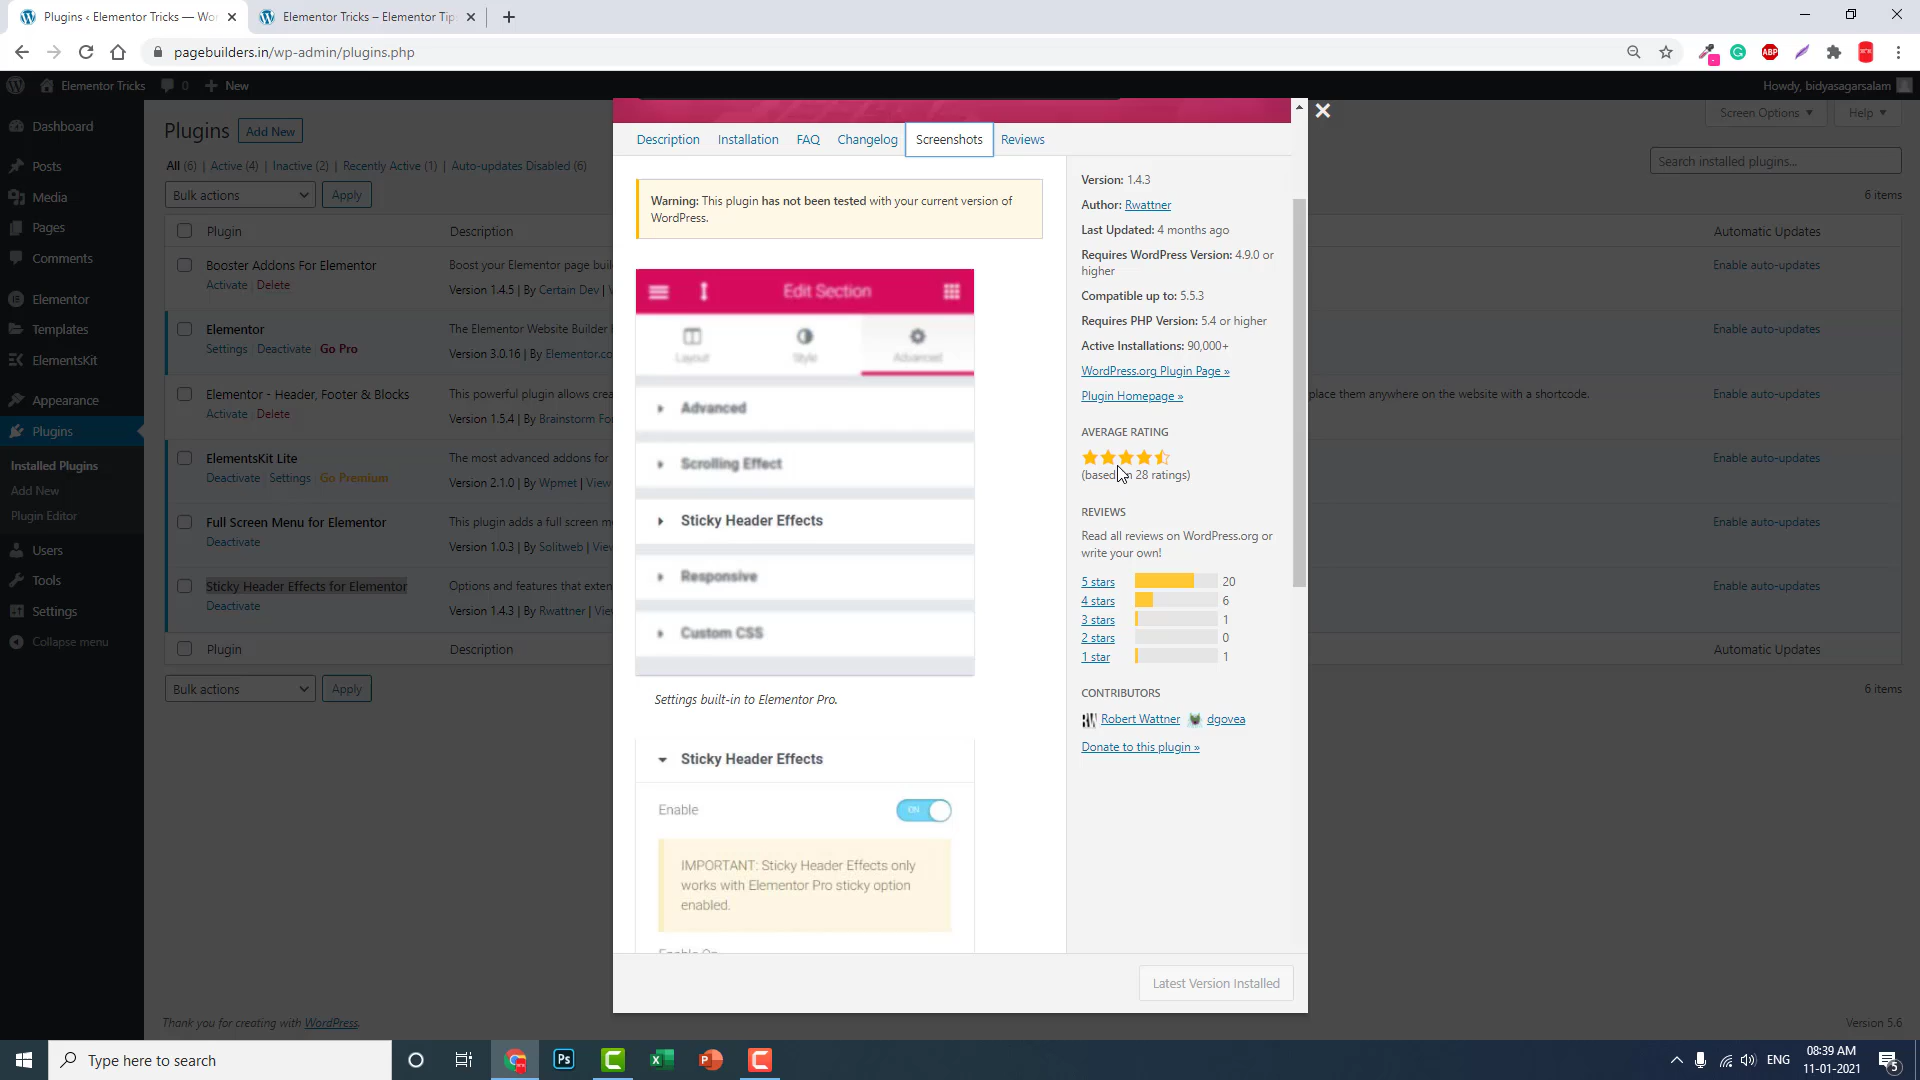 Plugins ‹ Elementor Tricks — Wor
Elementor Tricks – Elementor Tips
pagebuilders.in/wp-admin/plugins.php
ABP
Elementor Tricks
0
New
Howdy, bidyasagarsalam
Dashboard
Posts
Media
Pages
Comments
Elementor
Templates
ElementsKit
Appearance
Plugins
Installed Plugins
Add New
Plugin Editor
Users
Tools
Settings
Collapse menu
Plugins
Add New
Screen Options
Help
All (6) | Active (4) | Inactive (2) | Recently Active (1) | Auto-updates Disabled (6)
Search installed plugins...
Bulk actions
Apply
6 items
Plugin
Description
Automatic Updates
Booster Addons For Elementor
Activate | Delete
Boost your Elementor page buil
Version 1.4.5 | By Certain Dev |
Enable auto-updates
Elementor
Settings | Deactivate | Go Pro
The Elementor Website Builder
Version 3.0.16 | By Elementor.co
Enable auto-updates
Elementor - Header, Footer & Blocks
Activate | Delete
This powerful plugin allows crea
place them anywhere on the website with a shortcode.
Version 1.5.4 | By Brainstorm Fo
Enable auto-updates
ElementsKit Lite
Deactivate | Settings | Go Premium
The most advanced addons for
Version 2.1.0 | By Wpmet | View
Enable auto-updates
Full Screen Menu for Elementor
Deactivate
This plugin adds a full screen m
Version 1.0.3 | By Solitweb | Vie
Enable auto-updates
Sticky Header Effects for Elementor
Deactivate
Options and features that exten
Version 1.4.3 | By Rwattner | Vie
Enable auto-updates
Plugin
Description
Automatic Updates
Bulk actions
Apply
6 items
Thank you for creating with WordPress.
Version 5.6
Description
Installation
FAQ
Changelog
Screenshots
Reviews
Warning: This plugin has not been tested with your current version of
WordPress.
Edit Section
Layout
Style
Advanced
Advanced
Scrolling Effect
Sticky Header Effects
Responsive
Custom CSS
Settings built-in to Elementor Pro.
Sticky Header Effects
Enable
ON
IMPORTANT: Sticky Header Effects only
works with Elementor Pro sticky option
enabled.
Enable On
Version: 1.4.3
Author: Rwattner
Last Updated: 4 months ago
Requires WordPress Version: 4.9.0 or
higher
Compatible up to: 5.5.3
Requires PHP Version: 5.4 or higher
Active Installations: 90,000+
WordPress.org Plugin Page »
Plugin Homepage »
AVERAGE RATING
(based on 28 ratings)
REVIEWS
Read all reviews on WordPress.org or
write your own!
5 stars 20
4 stars 6
3 stars 1
2 stars 0
1 star 1
CONTRIBUTORS
Robert Wattner
dgovea
Donate to this plugin »
Latest Version Installed
Type here to search
Ps
ENG
08:39 AM
11-01-2021
5